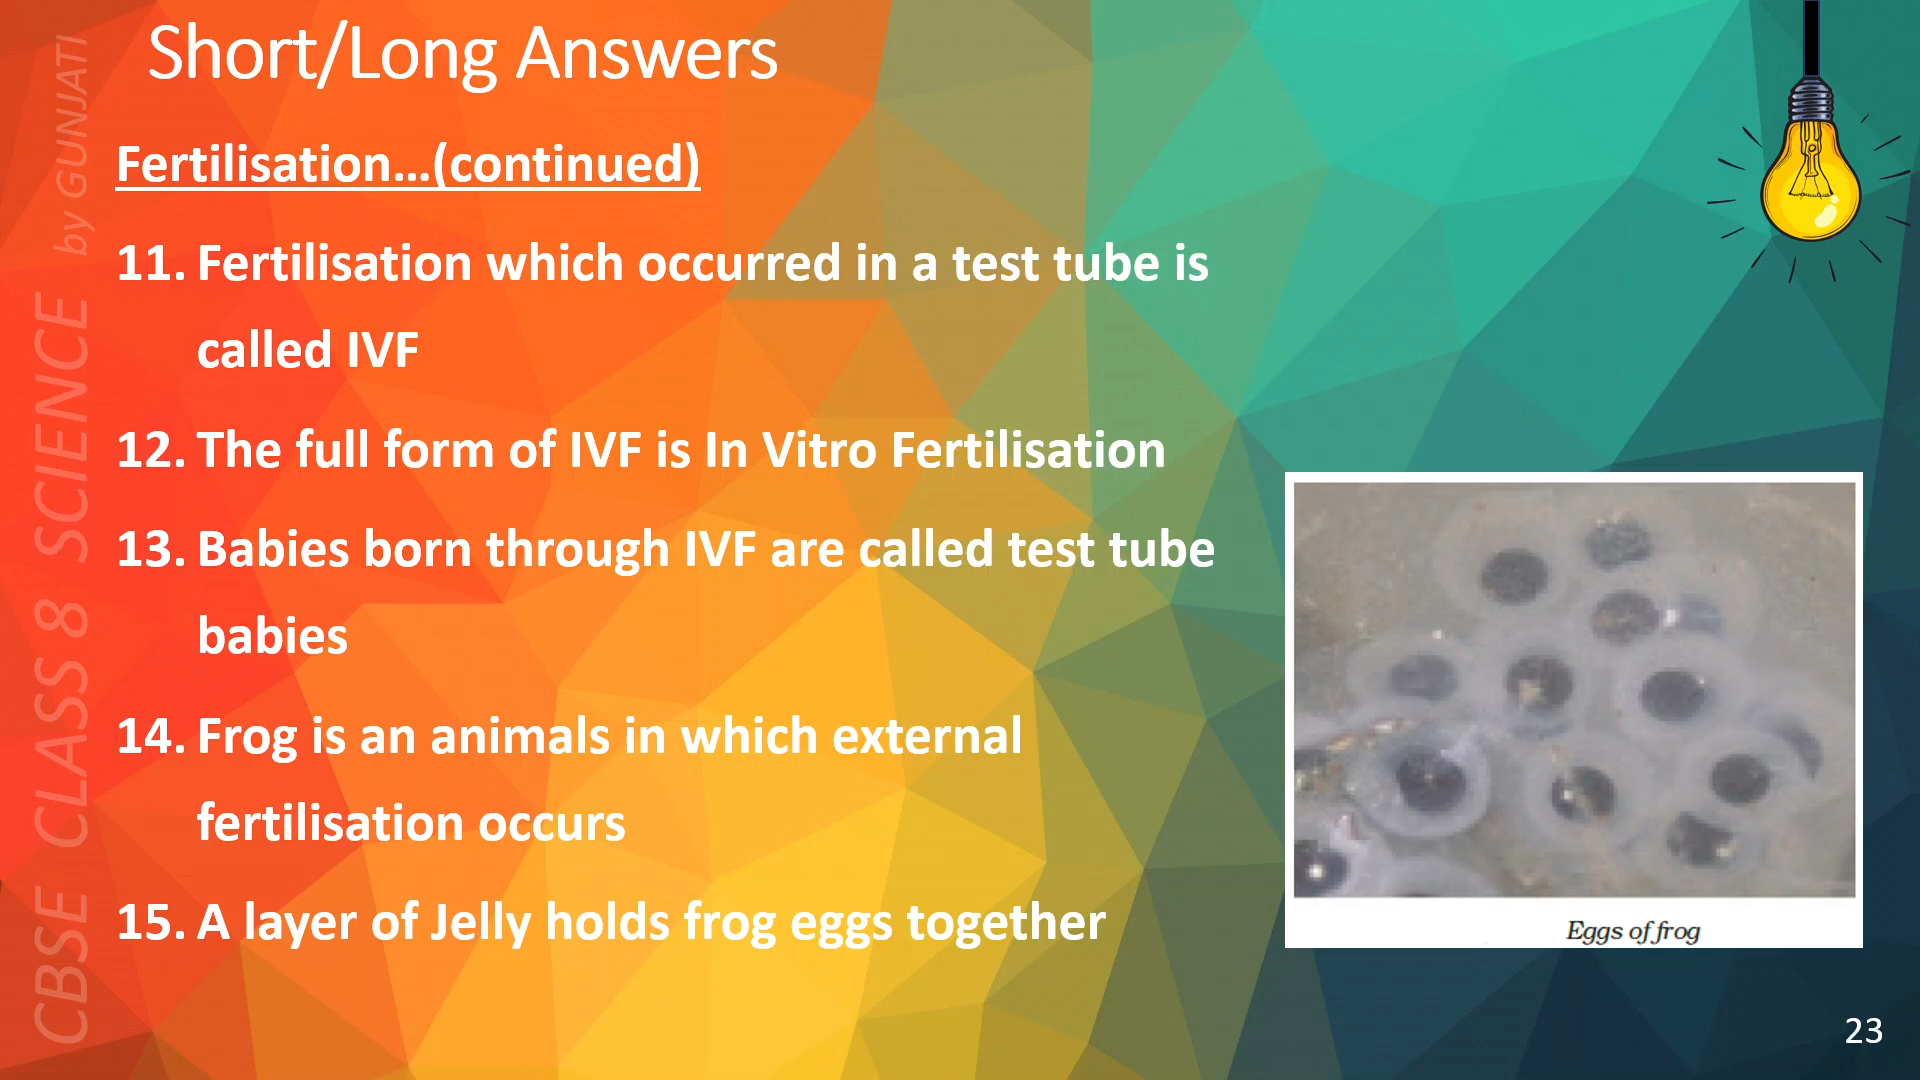 Short/Long Answers
Fertilisation...(continued)
11. Fertilisation which occurred in a test tube is
called IVF
12. The full form of IVF is In Vitro Fertilisation
13. Babies born through IVF are called test tube
babies
14. Frog is an animals in which external
fertilisation occurs
15. A layer of Jelly holds frog eggs together
Eggs of frog
CBSE CLASS 8 SCIENCE by GUNJATI
23